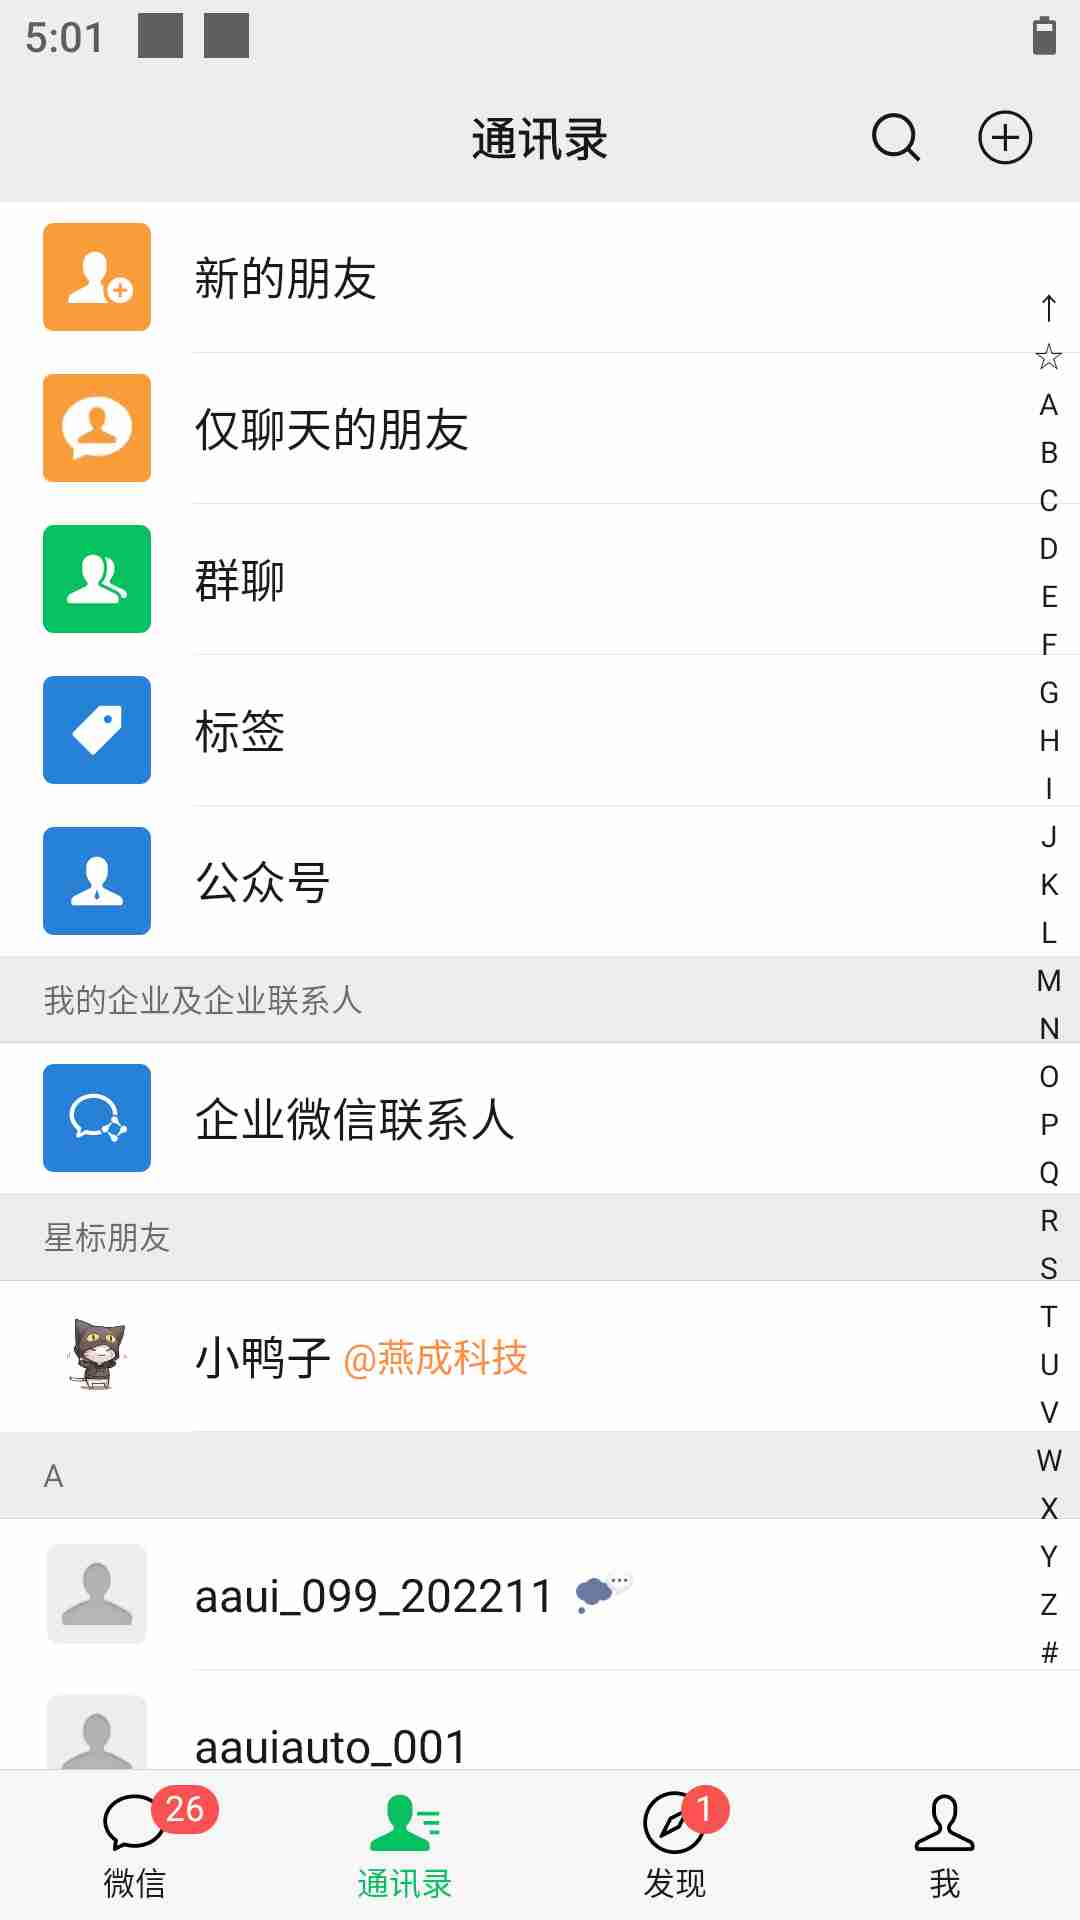 5:01
通讯录
新的朋友
↑
☆
仅聊天的朋友
A
B
C
D
群聊
E
F
G
标签
H
I
J
公众号
K
L
M
我的企业及企业联系人
N
O
企业微信联系人
P
Q
R
星标朋友
S
T
小鸭子 @燕成科技
U
V
W
A
X
Y
aaui_099_202211
Z
#
aauiauto_001
26
1
微信
通讯录
发现
我